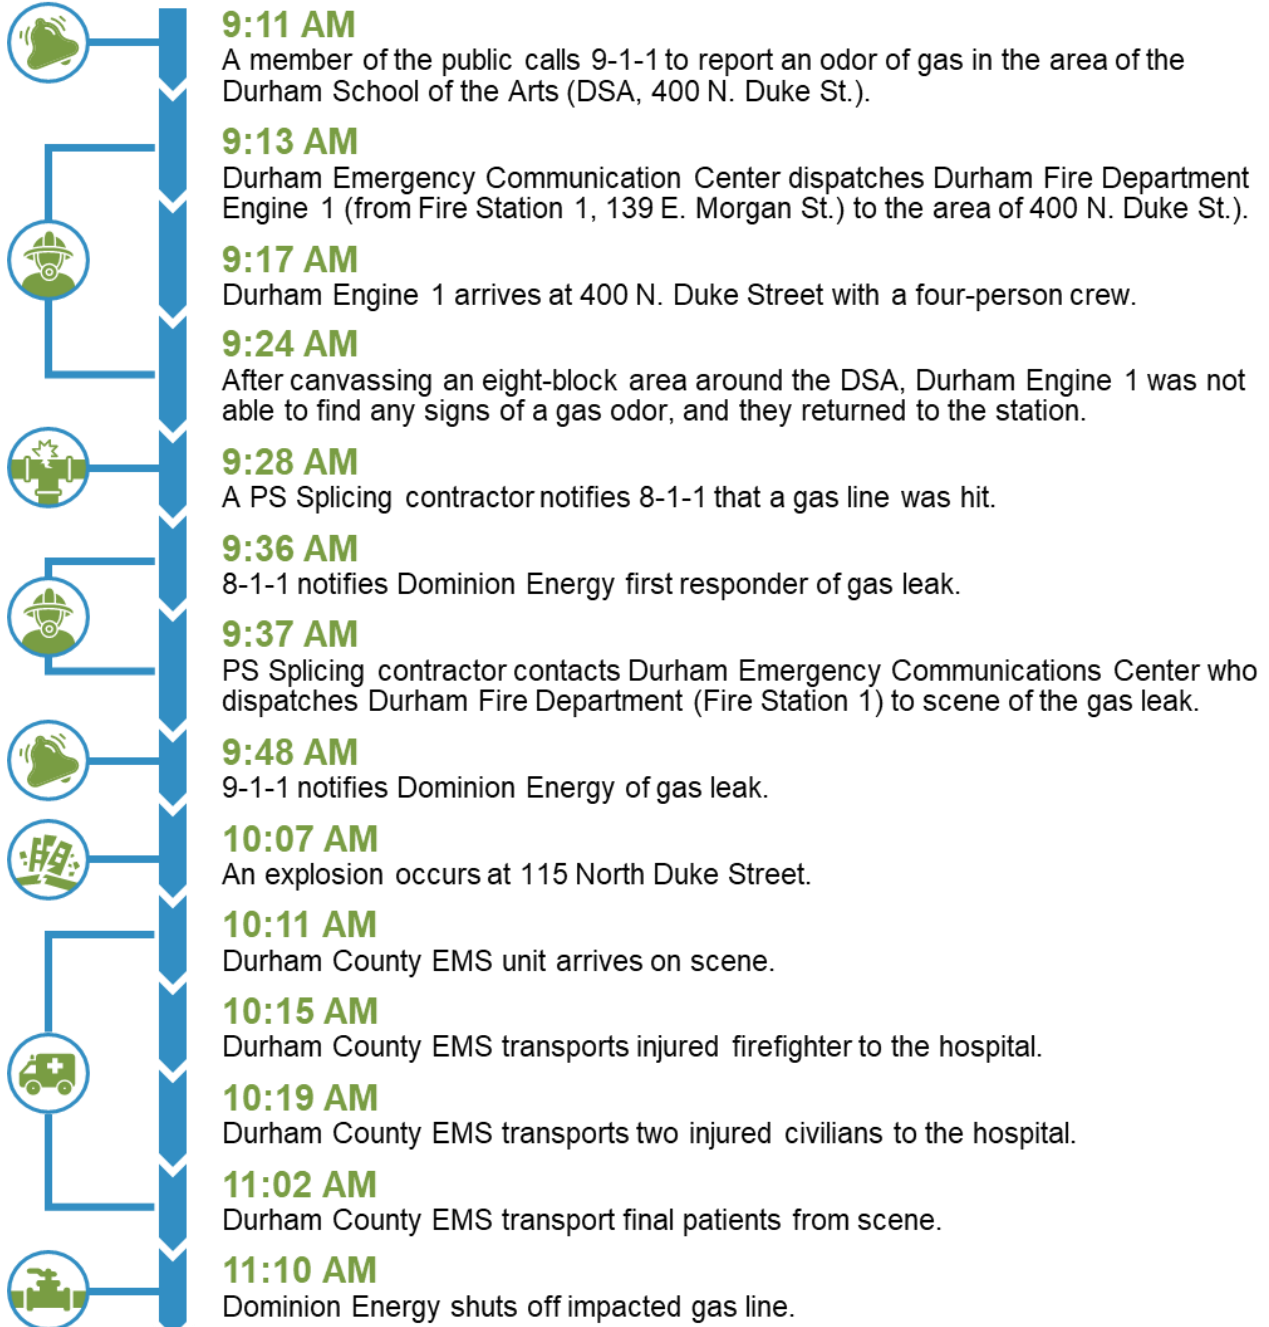 9:11 AM
A member of the public calls 9-1-1 to report an odor of gas in the area of the
Durham School of the Arts (DSA, 400 N. Duke St.).
9:13 AM
Durham Emergency Communication Center dispatches Durham Fire Department
Engine 1 (from Fire Station 1, 139 E. Morgan St.) to the area of 400 N. Duke St.).
9:17 AM
Durham Engine 1 arrives at 400 N. Duke Street with a four-person crew.
9:24 AM
After canvassing an eight-block area around the DSA, Durham Engine 1 was not
able to find any signs of a gas odor, and they returned to the station.
9:28 AM
A PS Splicing contractor notifies 8-1-1 that a gas line was hit.
9:36 AM
8-1-1 notifies Dominion Energy first responder of gas leak.
9:37 AM
PS Splicing contractor contacts Durham Emergency Communications Center who
dispatches Durham Fire Department (Fire Station 1) to scene of the gas leak.
9:48 AM
9-1-1 notifies Dominion Energy of gas leak.
10:07 AM
An explosion occurs at 115 North Duke Street.
10:11 AM
Durham County EMS unit arrives on scene.
10:15 AM
Durham County EMS transports injured firefighter to the hospital.
10:19 AM
Durham County EMS transports two injured civilians to the hospital.
11:02 AM
Durham County EMS transport final patients from scene.
11:10 AM
Dominion Energy shuts off impacted gas line.